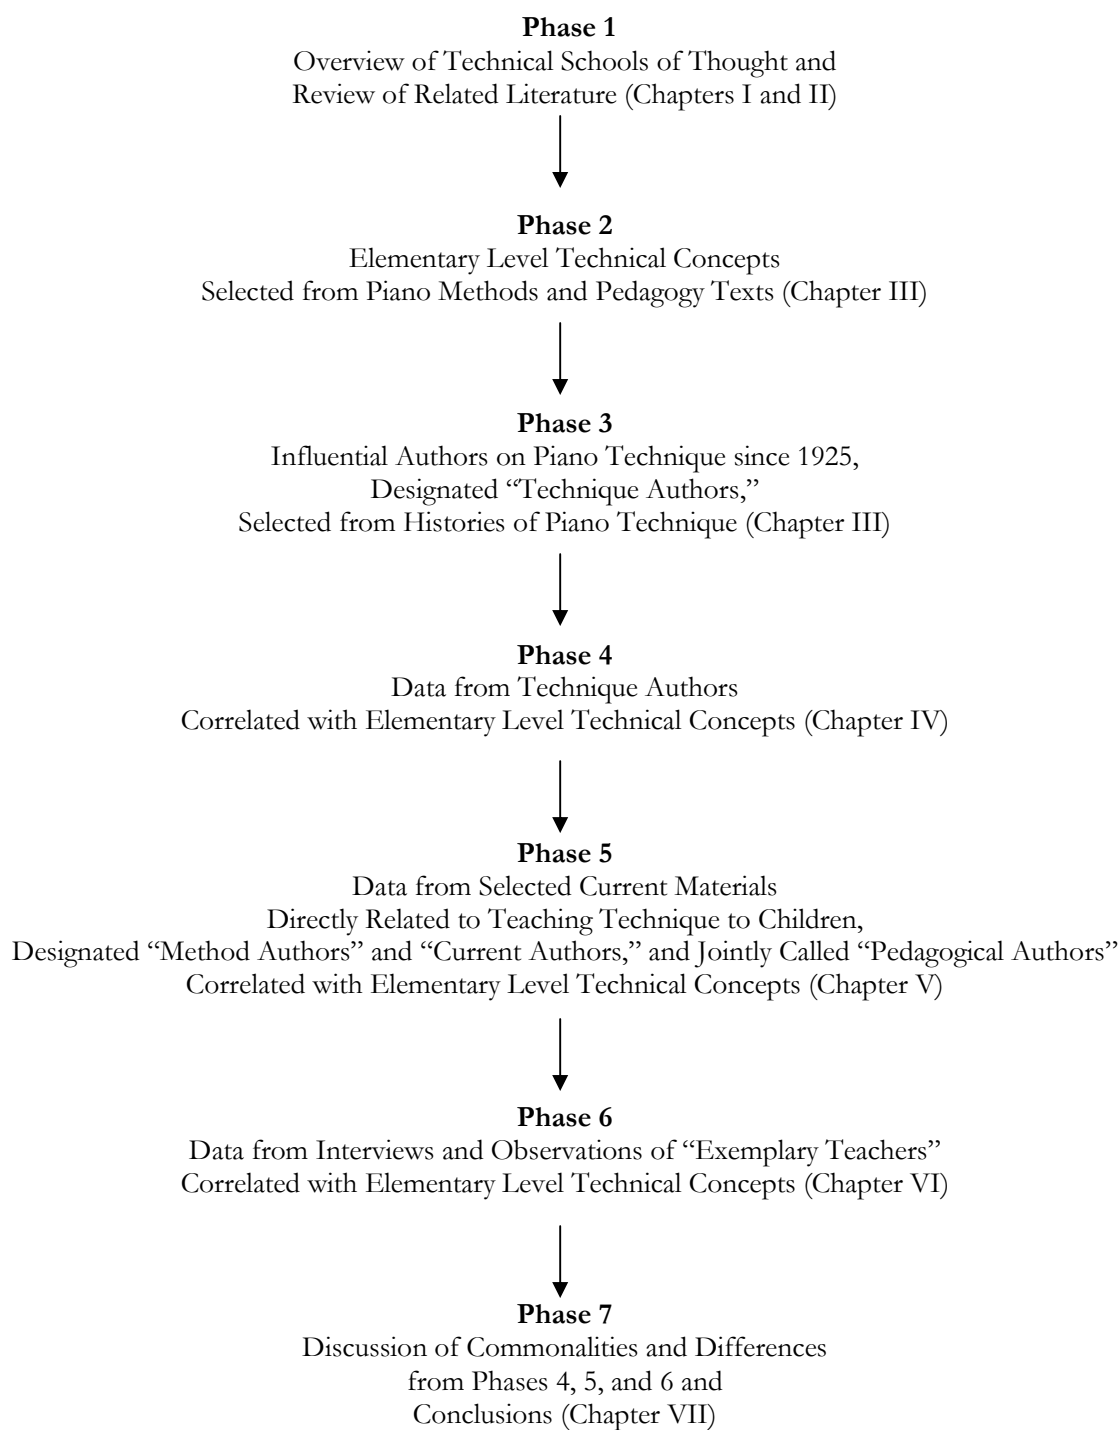 Phase 1
Overview of Technical Schools of Thought and
Review of Related Literature (Chapters I and II)
Phase 2
Elementary Level Technical Concepts
Selected from Piano Methods and Pedagogy Texts (Chapter III)
Phase 3
Influential Authors on Piano Technique since 1925,
Designated “Technique Authors,”
Selected from Histories of Piano Technique (Chapter III)
Phase 4
Data from Technique Authors
Correlated with Elementary Level Technical Concepts (Chapter IV)
Phase 5
Data from Selected Current Materials
Directly Related to Teaching Technique to Children,
Designated “Method Authors” and “Current Authors,” and Jointly Called “Pedagogical Authors”
Correlated with Elementary Level Technical Concepts (Chapter V)
Phase 6
Data from Interviews and Observations of “Exemplary Teachers”
Correlated with Elementary Level Technical Concepts (Chapter VI)
Phase 7
Discussion of Commonalities and Differences
from Phases 4, 5, and 6 and
Conclusions (Chapter VII)